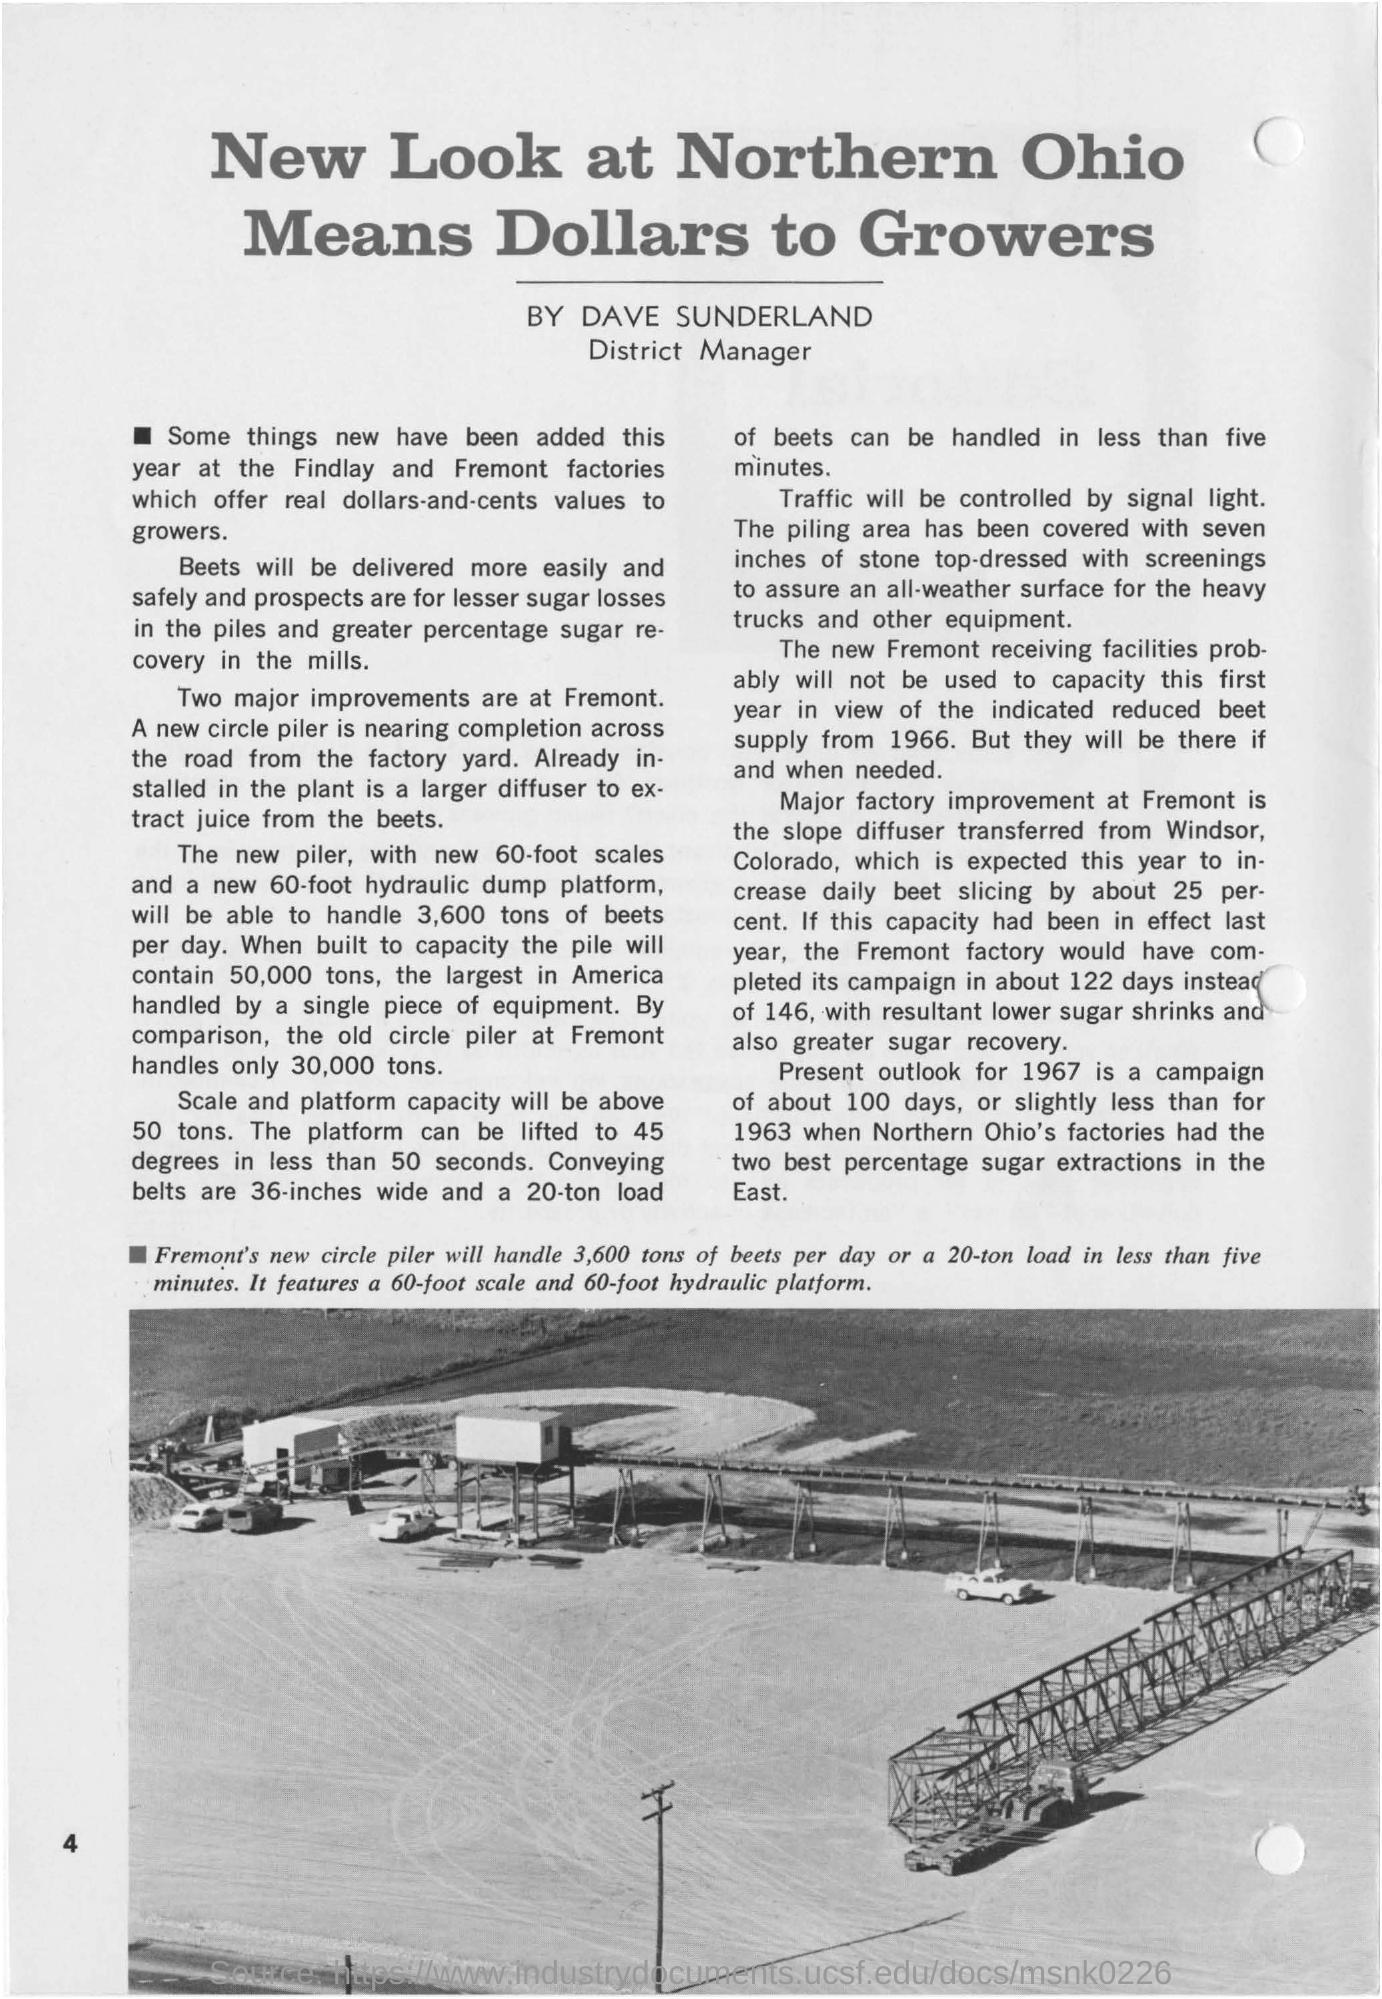 New Look at Northern Ohio
Means Dollars to Growers
BY DAVE SUNDERLAND
District Manager
■ Some things new have been added this
year at the Findlay and Fremont factories
which offer real dollars-and-cents values to
growers.
Beets will be delivered more easily and
safely and prospects are for lesser sugar losses
in the piles and greater percentage sugar re-
covery in the mills.
Two major improvements are at Fremont.
A new circle piler is nearing completion across
the road from the factory yard. Already in-
stalled in the plant is a larger diffuser to ex-
tract juice from the beets.
The new piler, with new 60-foot scales
and a new 60-foot hydraulic dump platform,
will be able to handle 3,600 tons of beets
per day. When built to capacity the pile will
contain 50,000 tons, the largest in America
handled by a single piece of equipment. By
comparison, the old circle piler at Fremont
handles only 30,000 tons.
Scale and platform capacity will be above
50 tons. The platform can be lifted to 45
degrees in less than 50 seconds. Conveying
belts are 36-inches wide and a 20-ton load
of beets can be handled in less than five
minutes.
Traffic will be controlled by signal light.
The piling area has been covered with seven
inches of stone top-dressed with screenings
to assure an all-weather surface for the heavy
trucks and other equipment.
The new Fremont receiving facilities prob-
ably will not be used to capacity this first
year in view of the indicated reduced beet
supply from 1966. But they will be there if
and when needed.
Major factory improvement at Fremont is
the slope diffuser transferred from Windsor,
Colorado, which is expected this year to in-
crease daily beet slicing by about 25 per-
cent. If this capacity had been in effect last
year, the Fremont factory would have com-
pleted its campaign in about 122 days instead
of 146, with resultant lower sugar shrinks and
also greater sugar recovery.
Present outlook for 1967 is a campaign
of about 100 days, or slightly less than for
1963 when Northern Ohio's factories had the
two best percentage sugar extractions in the
East.
■ Fremont's new circle piler will handle 3,600 tons of beets per day or a 20-ton load in less than five
minutes. It features a 60-foot scale and 60-foot hydraulic platform.
4
Source: https://www.industrydocuments.ucsf.edu/docs/msnk0226